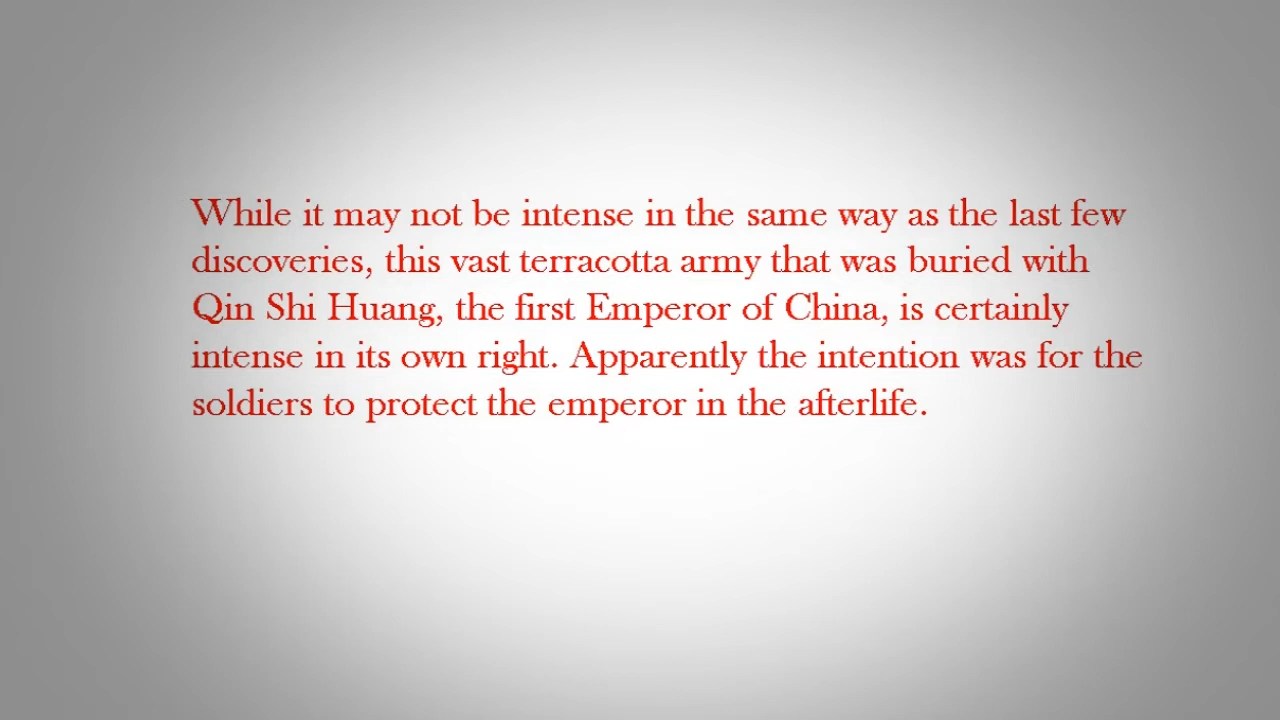 While it may not be intense in the same way as the last few
discoveries, this vast terracotta army that was buried with
Qin Shi Huang, the first Emperor of China, is certainly
intense in its own right. Apparently the intention was for the
soldiers to protect the emperor in the afterlife.